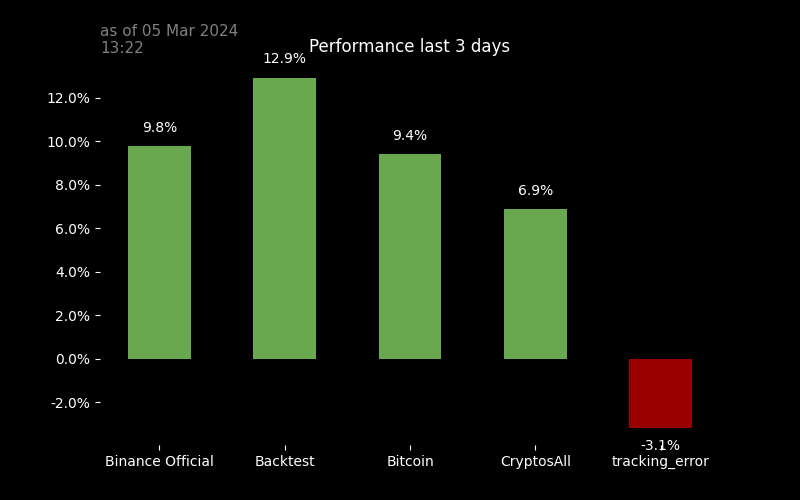 as of 05 Mar 2024
13:22
Performance last 3 days
12.9%
12.0%
10.0%
9.8%
9.4%
8.0%
6.9%
6.0%
4.0%
2.0%
0.0%
-2.0%
-3.1%
Binance Official
Backtest
Bitcoin
CryptosAll
tracking_error